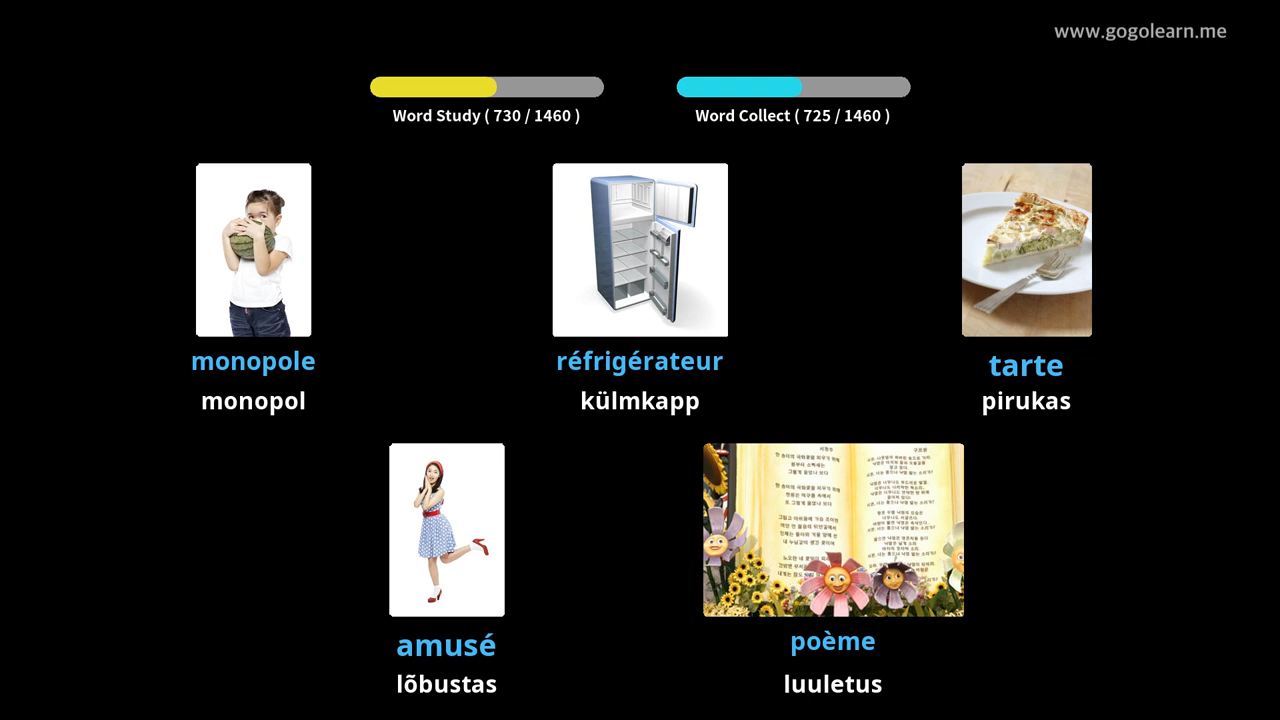 www.gogolearn.me
Word Study ( 730 / 1460 )
Word Collect ( 725 / 1460 )
monopole
réfrigérateur
tarte
monopol
külmkapp
pirukas
amusé
poème
lõbustas
luuletus